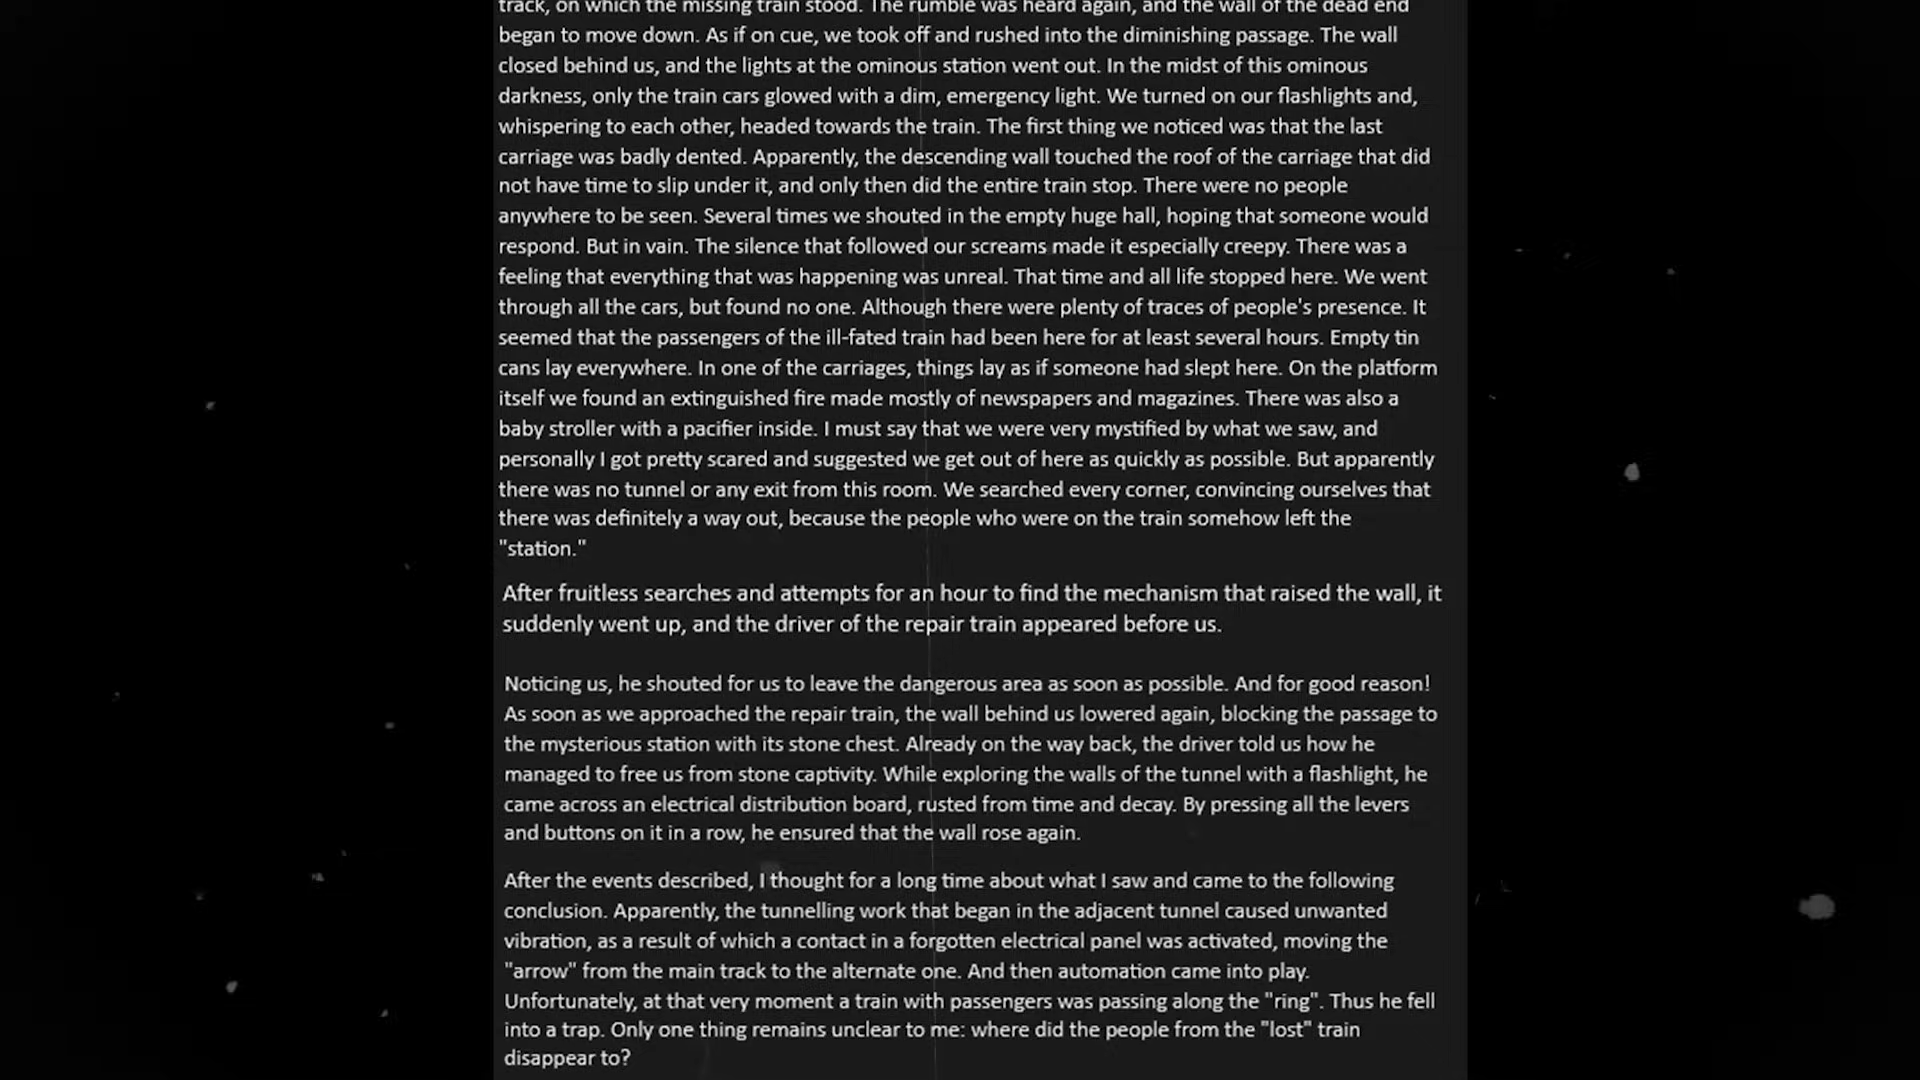 track, on which the missing train stood. The rumble was heard again, and the wall of the dead end
began to move down. As if on cue, we took off and rushed into the diminishing passage. The wall
closed behind us, and the lights at the ominous station went out. In the midst of this ominous
darkness, only the train cars glowed with a dim, emergency light. We turned on our flashlights and,
whispering to each other, headed towards the train. The first thing we noticed was that the last
carriage was badly dented. Apparently, the descending wall touched the roof of the carriage that did
not have time to slip under it, and only then did the entire train stop. There were no people
anywhere to be seen. Several times we shouted in the empty huge hall, hoping that someone would
respond. But in vain. The silence that followed our screams made it especially creepy. There was a
feeling that everything that was happening was unreal. That time and all life stopped here. We went
through all the cars, but found no one. Although there were plenty of traces of people's presence. It
seemed that the passengers of the ill-fated train had been here for at least several hours. Empty tin
cans lay everywhere. In one of the carriages, things lay as if someone had slept here. On the platform
itself we found an extinguished fire made mostly of newspapers and magazines. There was also a
baby stroller with a pacifier inside. I must say that we were very mystified by what we saw, and
personally I got pretty scared and suggested we get out of here as quickly as possible. But apparently
there was no tunnel or any exit from this room. We searched every corner, convincing ourselves that
there was definitely a way out, because the people who were on the train somehow left the
"station."
After fruitless searches and attempts for an hour to find the mechanism that raised the wall, it
suddenly went up, and the driver of the repair train appeared before us.
Noticing us, he shouted for us to leave the dangerous area as soon as possible. And for good reason!
As soon as we approached the repair train, the wall behind us lowered again, blocking the passage to
the mysterious station with its stone chest. Already on the way back, the driver told us how he
managed to free us from stone captivity. While exploring the walls of the tunnel with a flashlight, he
came across an electrical distribution board, rusted from time and decay. By pressing all the levers
and buttons on it in a row, he ensured that the wall rose again.
After the events described, I thought for a long time about what I saw and came to the following
conclusion. Apparently, the tunnelling work that began in the adjacent tunnel caused unwanted
vibration, as a result of which a contact in a forgotten electrical panel was activated, moving the
"arrow" from the main track to the alternate one. And then automation came into play.
Unfortunately, at that very moment a train with passengers was passing along the "ring". Thus he fell
into a trap. Only one thing remains unclear to me: where did the people from the "lost" train
disappear to?